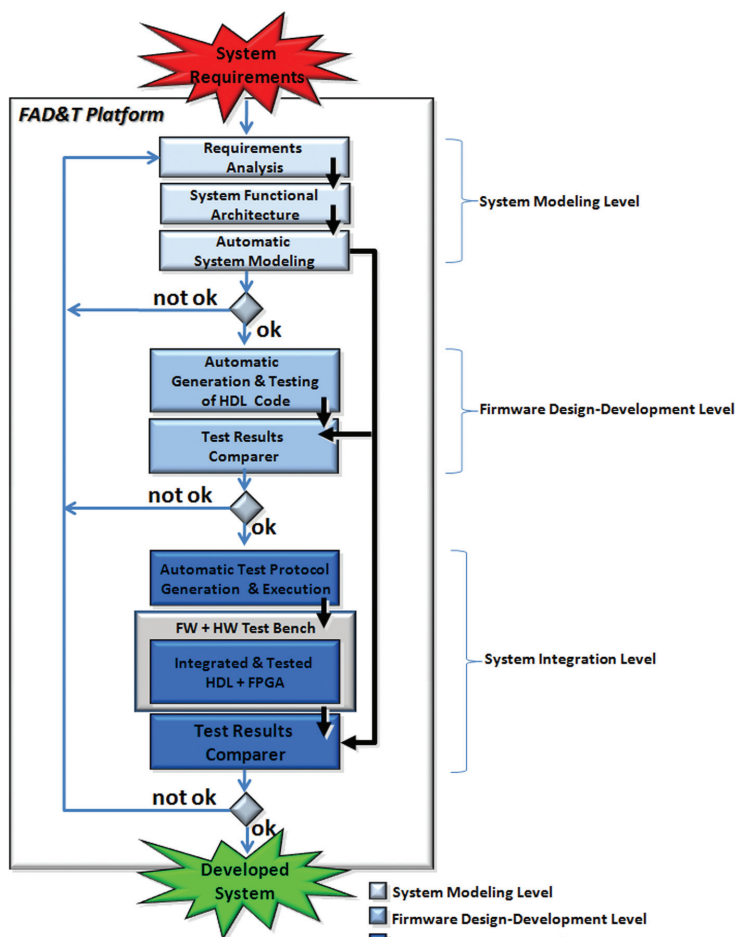 System
Requirements
FAD&T Platform
Requirements
Analysis
System Functional
Architecture
Automatic
System Modeling
System Modeling Level
not ok
ok
Automatic
Generation & Testing
of HDL Code
Test Results
Comparer
Firmware Design-Development Level
not ok
ok
Automatic Test Protocol
Generation & Execution
FW + HW Test Bench
Integrated & Tested
HDL + FPGA
Test Results
Comparer
System Integration Level
not ok
ok
Developed
System
System Modeling Level
Firmware Design-Development Level